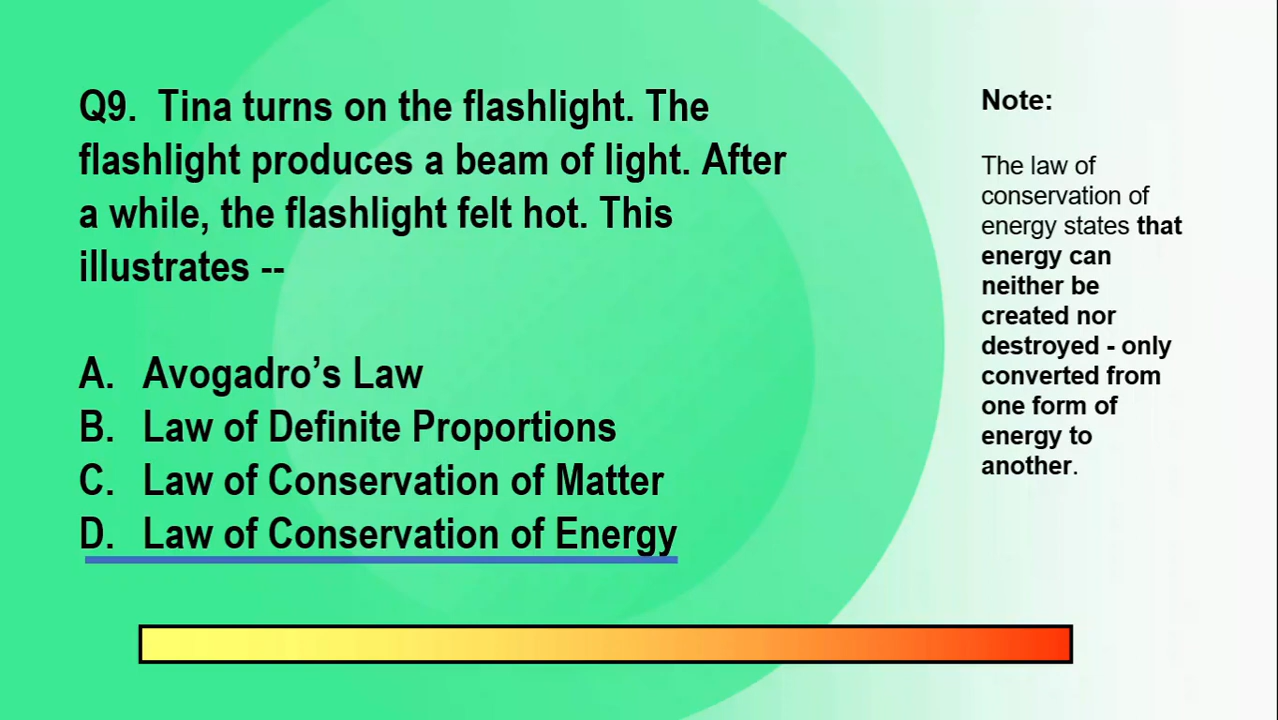 Q9. Tina turns on the flashlight. The
flashlight produces a beam of light. After
a while, the flashlight felt hot. This
illustrates --
A. Avogadro’s Law
B. Law of Definite Proportions
C. Law of Conservation of Matter
D. Law of Conservation of Energy
Note:
The law of
conservation of
energy states that
energy can
neither be
created nor
destroyed - only
converted from
one form of
energy to
another.